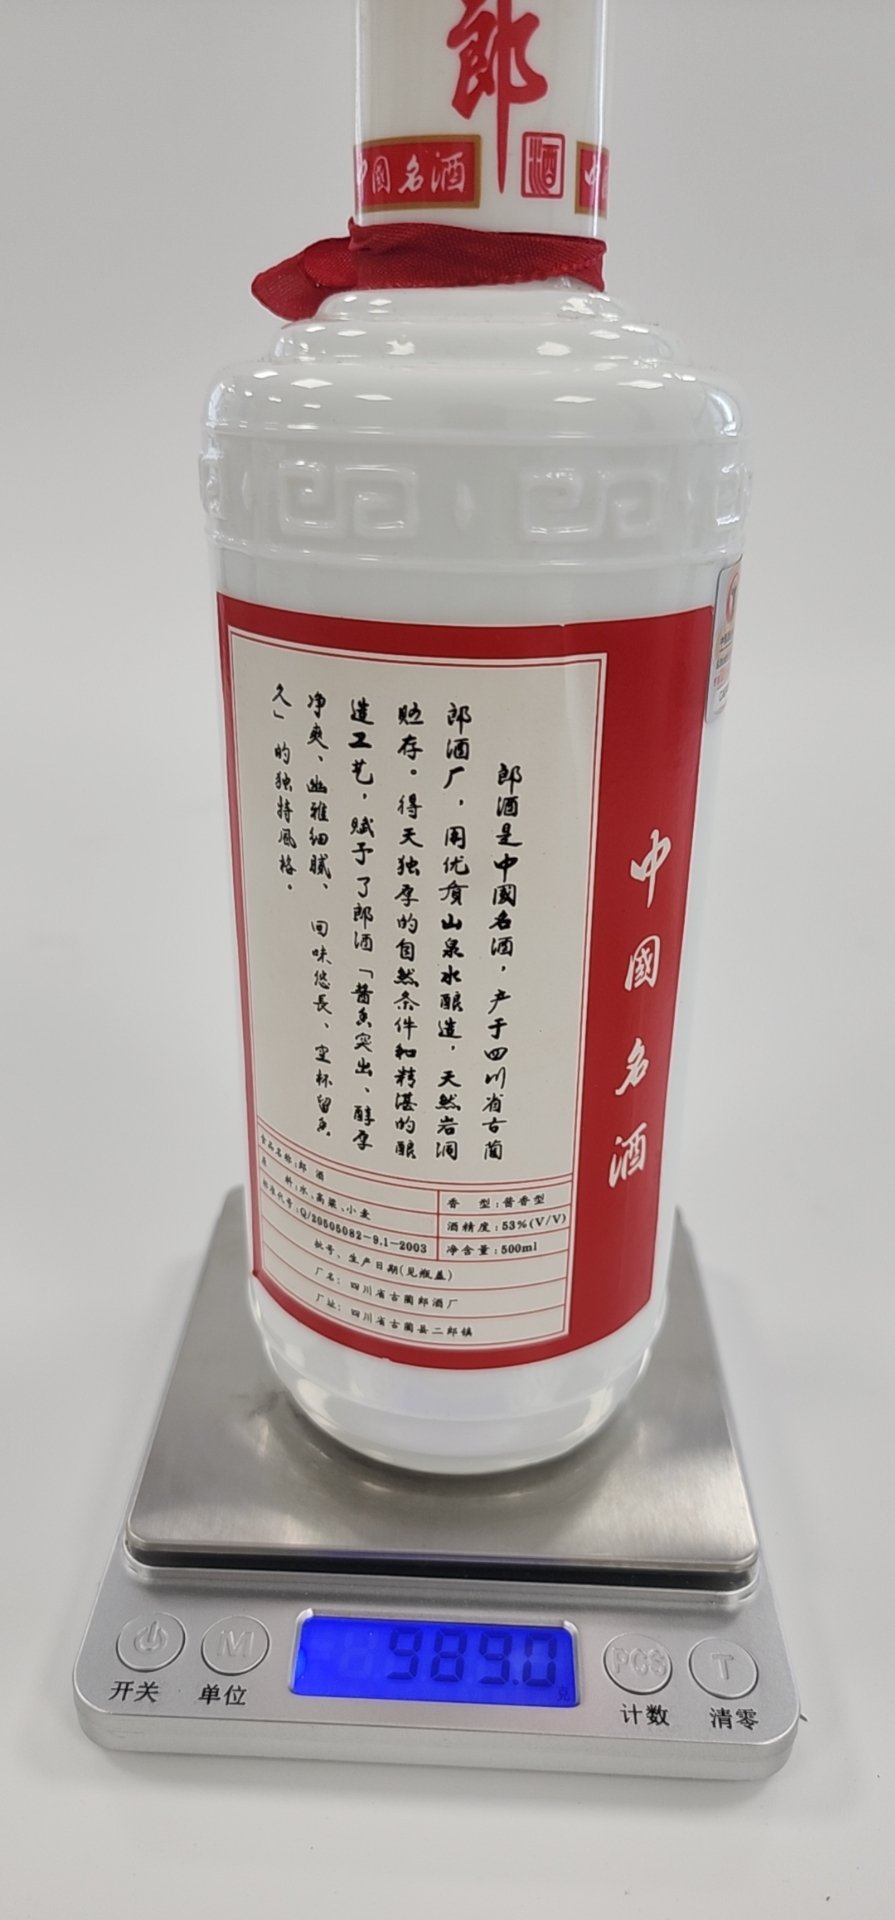 郎
酒
中國名酒
中
郎酒是中國名酒，产于四川省古蔺
郎酒厂，用优质山泉水酿造，天然岩洞
贮存。得天独厚的自然条件和精湛的酿
造工艺，赋予了郎酒「酱香突出、醇厚
净爽、幽雅细腻、回味悠長、空杯留香
久」的独特风格。
中國名酒
食品名称：郎 酒
原 料：水、高粱、小麦
标准代号：Q/20505082-9.1-2003
香 型：酱香型
酒精度：53%(V/V)
净含量：500ml
批号、生产日期(见瓶盖)
厂名：四川省古蔺郎酒厂
厂址：四川省古蔺县二郎镇
989.0
克
M
PCS
T
开关
单位
计数
清零